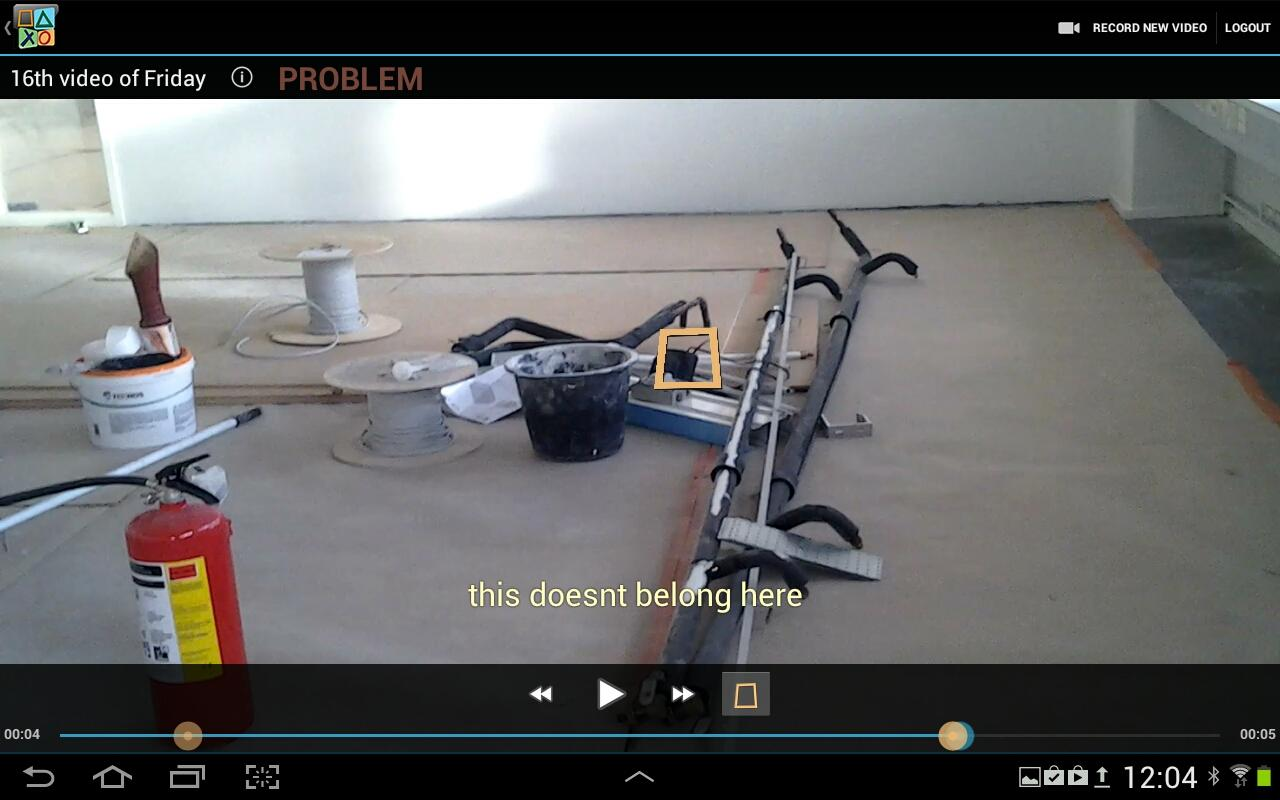 RECORD NEW VIDEO
LOGOUT
16th video of Friday
PROBLEM
this doesnt belong here
00:04
00:05
12:04